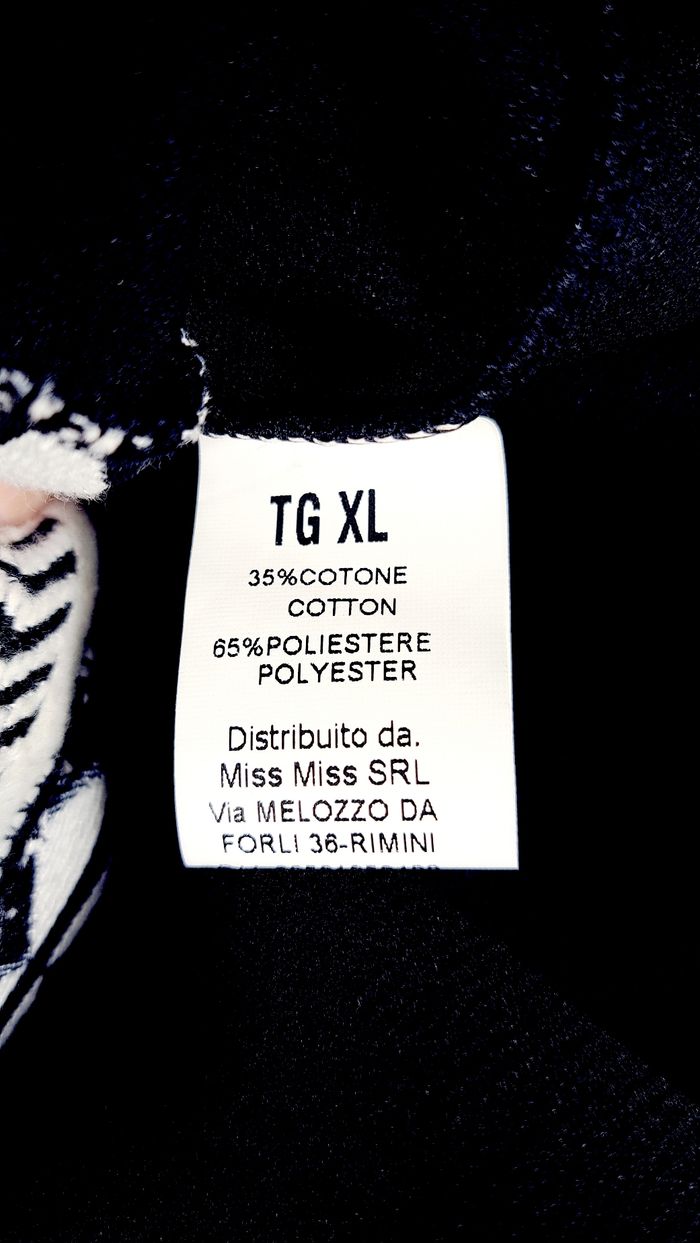 TG XL
35%COTONE
COTTON
65%POLIESTERE
POLYESTER
Distribuito da.
Miss Miss SRL
Via MELOZZO DA
FORLI 36-RIMINI